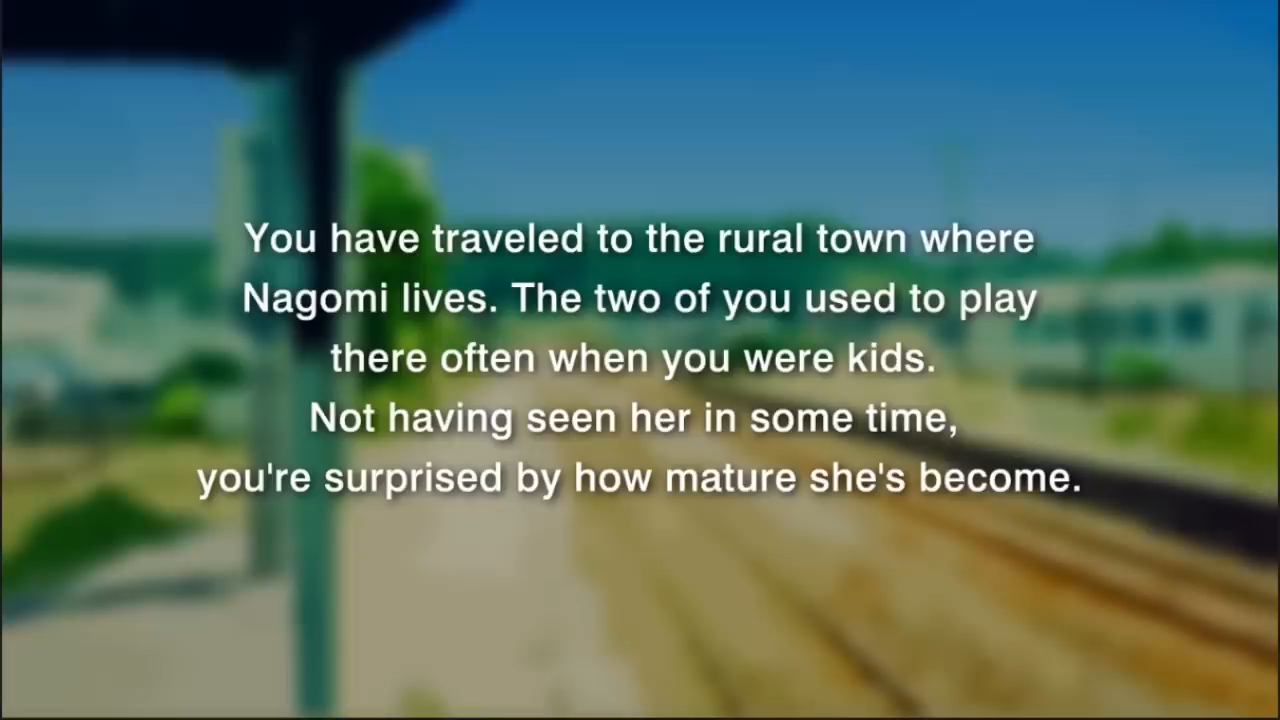 You have traveled to the rural town where
Nagomi lives. The two of you used to play
there often when you were kids.
Not having seen her in some time,
you're surprised by how mature she's become.